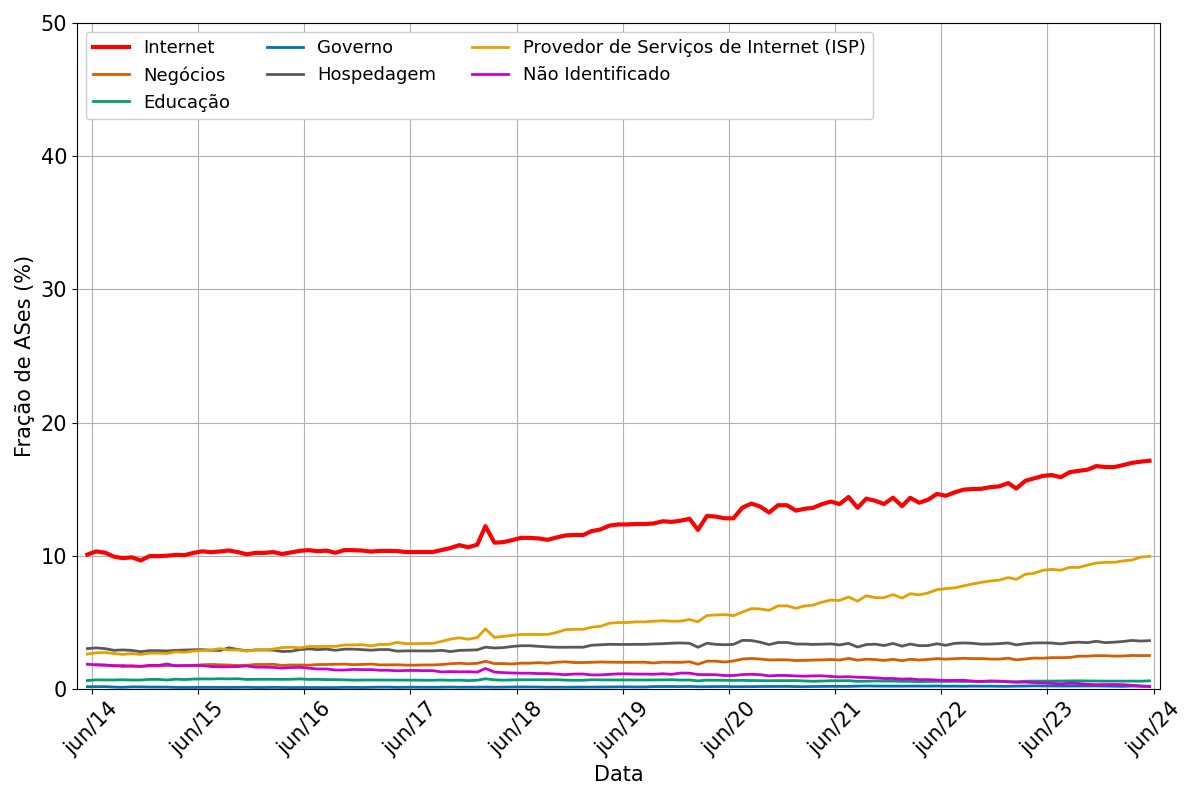 50
40
30
20
10
0
Fração de ASes (%)
Internet
Negócios
Educação
Governo
Hospedagem
Provedor de Serviços de Internet (ISP)
Não Identificado
jun/14
jun/15
jun/16
jun/17
jun/18
jun/19
jun/20
jun/21
jun/22
jun/23
jun/24
Data